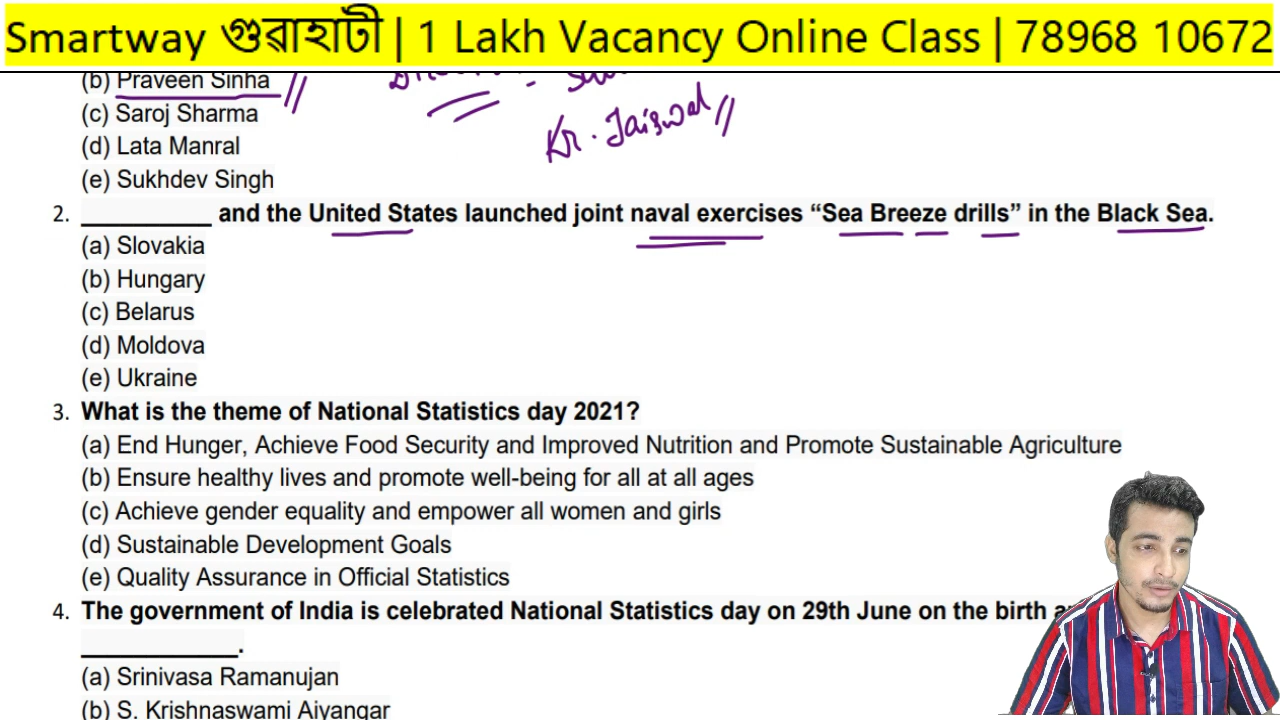 Smartway গুৱাহাটী | 1 Lakh Vacancy Online Class | 78968 10672
(b) Praveen Sinha
(c) Saroj Sharma
Kr. Jaiswal
(d) Lata Manral
(e) Sukhdev Singh
2. __________ and the United States launched joint naval exercises “Sea Breeze drills” in the Black Sea.
(a) Slovakia
(b) Hungary
(c) Belarus
(d) Moldova
(e) Ukraine
3. What is the theme of National Statistics day 2021?
(a) End Hunger, Achieve Food Security and Improved Nutrition and Promote Sustainable Agriculture
(b) Ensure healthy lives and promote well-being for all at all ages
(c) Achieve gender equality and empower all women and girls
(d) Sustainable Development Goals
(e) Quality Assurance in Official Statistics
4. The government of India is celebrated National Statistics day on 29th June on the birth
____________.
(a) Srinivasa Ramanujan
(b) S. Krishnaswami Aiyangar